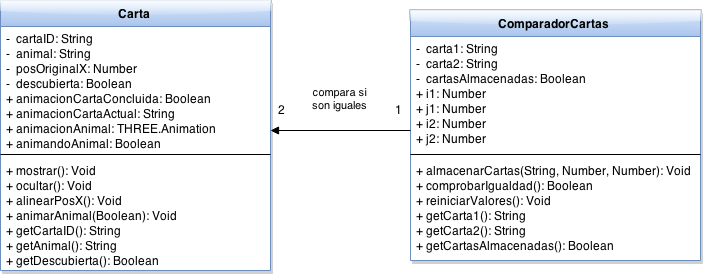 Carta
- cartaID: String
- animal: String
- posOriginalX: Number
- descubierta: Boolean
+ animacionCartaConcluida: Boolean
+ animacionCartaActual: String
+ animacionAnimal: THREE.Animation
+ animandoAnimal: Boolean
+ mostrar(): Void
+ ocultar(): Void
+ alinearPosX(): Void
+ animarAnimal(Boolean): Void
+ getCartaID(): String
+ getAnimal(): String
+ getDescubierta(): Boolean
compara si
son iguales
2
1
ComparadorCartas
- carta1: String
- carta2: String
- cartasAlmacenadas: Boolean
+ i1: Number
+ j1: Number
+ i2: Number
+ j2: Number
+ almacenarCartas(String, Number, Number): Void
+ comprobarIgualdad(): Boolean
+ reiniciarValores(): Void
+ getCarta1(): String
+ getCarta2(): String
+ getCartasAlmacenadas(): Boolean